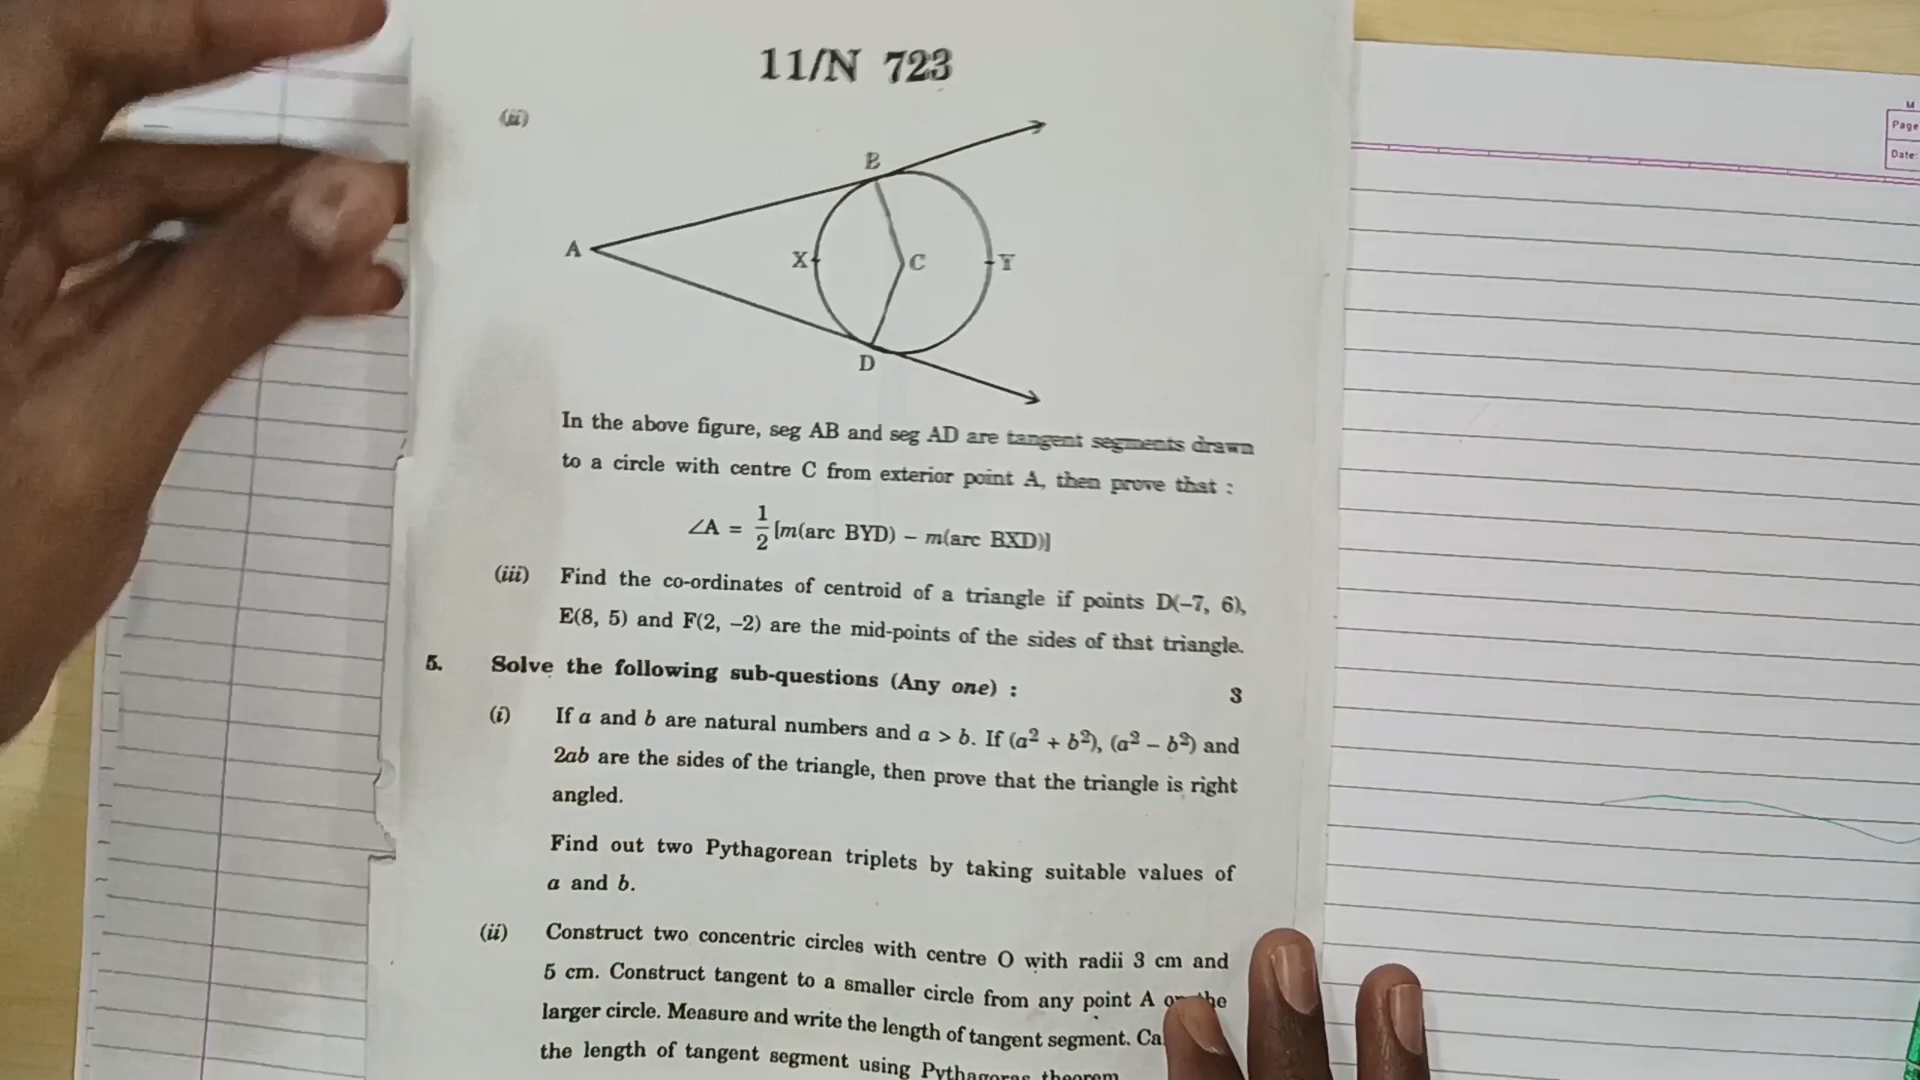 11/N 723
(ii)
B
A
X
C
Y
D
In the above figure, seg AB and seg AD are tangent segments drawn
to a circle with centre C from exterior point A, then prove that :
∠A = 1/2 [m(arc BYD) – m(arc BXD)]
(iii) Find the co-ordinates of centroid of a triangle if points D(–7, 6),
E(8, 5) and F(2, –2) are the mid-points of the sides of that triangle.
5. Solve the following sub-questions (Any one) : 3
(i) If a and b are natural numbers and a > b. If (a² + b²), (a² – b²) and
2ab are the sides of the triangle, then prove that the triangle is right
angled.
Find out two Pythagorean triplets by taking suitable values of
a and b.
(ii) Construct two concentric circles with centre O with radii 3 cm and
5 cm. Construct tangent to a smaller circle from any point A
larger circle. Measure and write the length of tangent segment.
the length of tangent segment using Pythagoras theorem
M
Page
Date: